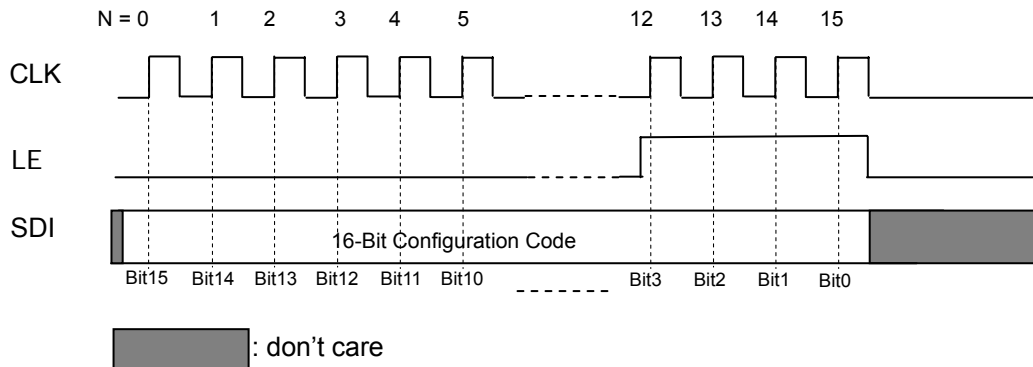 N = 0 1 2 3 4 5 12 13 14 15
CLK
LE
SDI
16-Bit Configuration Code
Bit15 Bit14 Bit13 Bit12 Bit11 Bit10 Bit3 Bit2 Bit1 Bit0
: don't care